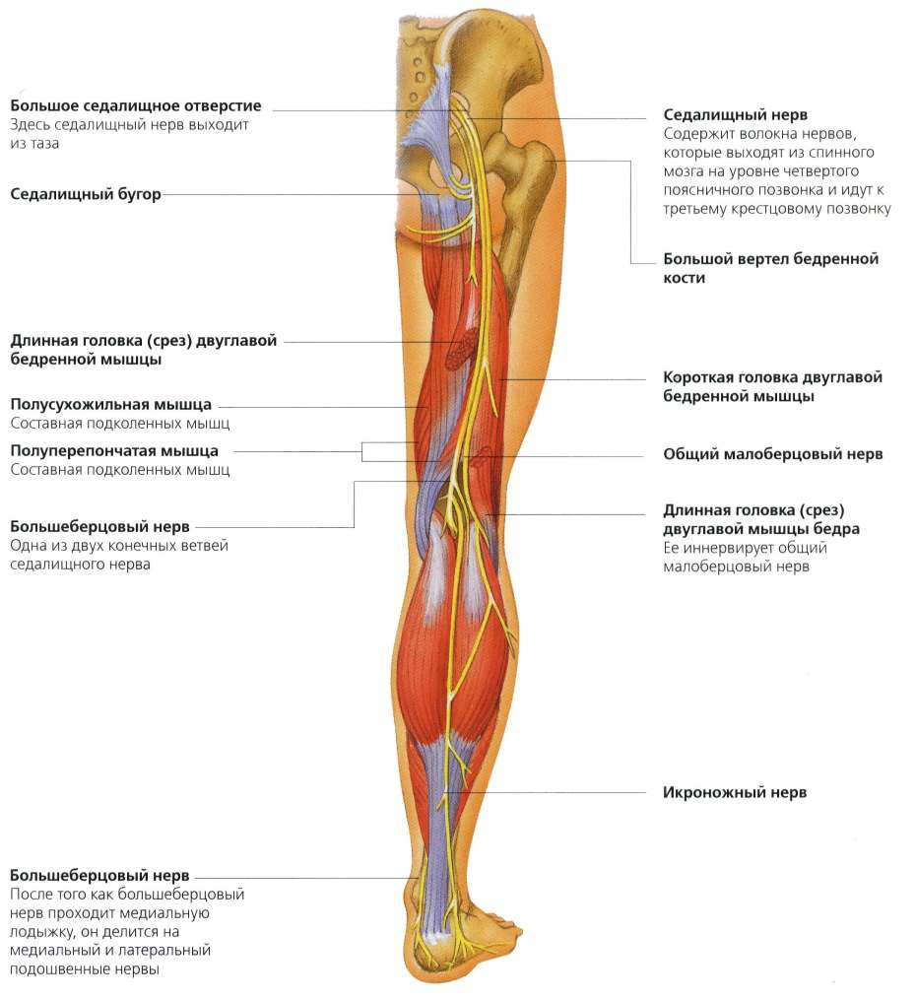 Большое седалищное отверстие
Здесь седалищный нерв выходит
из таза
Седалищный бугор
Длинная головка (срез) двуглавой
бедренной мышцы
Полусухожильная мышца
Составная подколенных мышц
Полуперепончатая мышца
Составная подколенных мышц
Большеберцовый нерв
Одна из двух конечных ветвей
седалищного нерва
Большеберцовый нерв
После того как большеберцовый
нерв проходит медиальную
лодыжку, он делится на
медиальный и латеральный
подошвенные нервы
Седалищный нерв
Содержит волокна нервов,
которые выходят из спинного
мозга на уровне четвертого
поясничного позвонка и идут к
третьему крестцовому позвонку
Большой вертел бедренной
кости
Короткая головка двуглавой
бедренной мышцы
Общий малоберцовый нерв
Длинная головка (срез)
двуглавой мышцы бедра
Ее иннервирует общий
малоберцовый нерв
Икроножный нерв